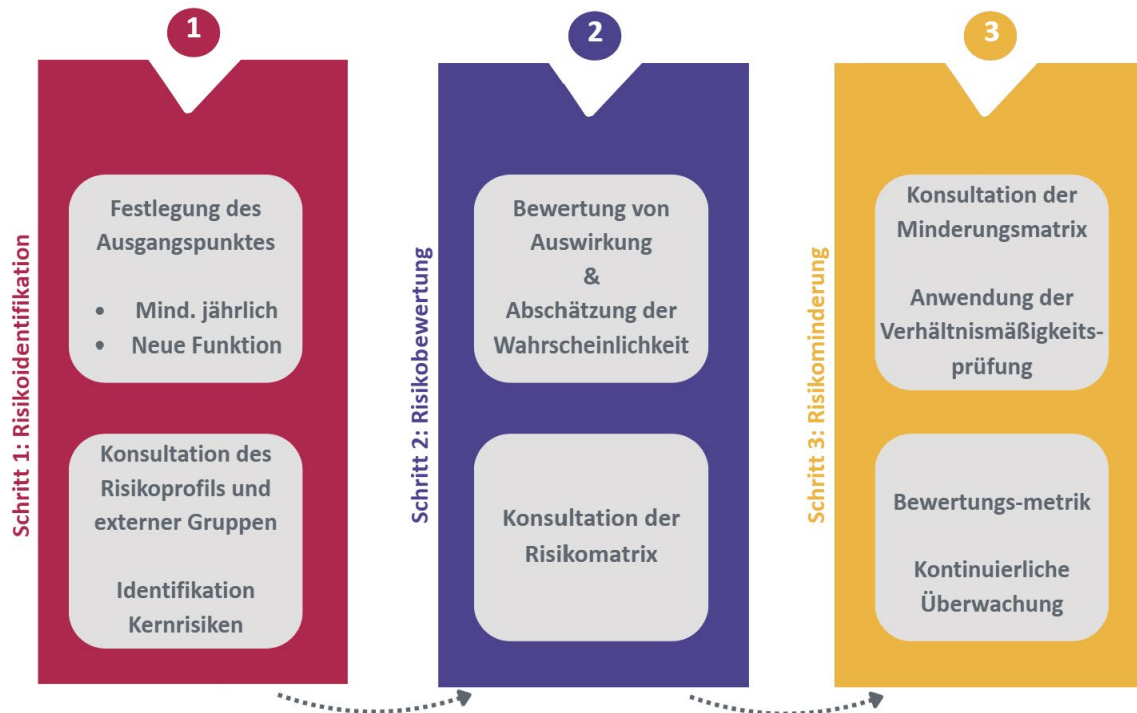 1
Schritt 1: Risikoidentifikation
Festlegung des
Ausgangspunktes
• Mind. jährlich
• Neue Funktion
Konsultation des
Risikoprofils und
externer Gruppen
Identifikation
Kernrisiken
2
Schritt 2: Risikobewertung
Bewertung von
Auswirkung
&
Abschätzung der
Wahrscheinlichkeit
Konsultation der
Risikomatrix
3
Schritt 3: Risikominderung
Konsultation der
Minderungsmatrix
Anwendung der
Verhältnismäßigkeits-
prüfung
Bewertungs-metrik
Kontinuierliche
Überwachung